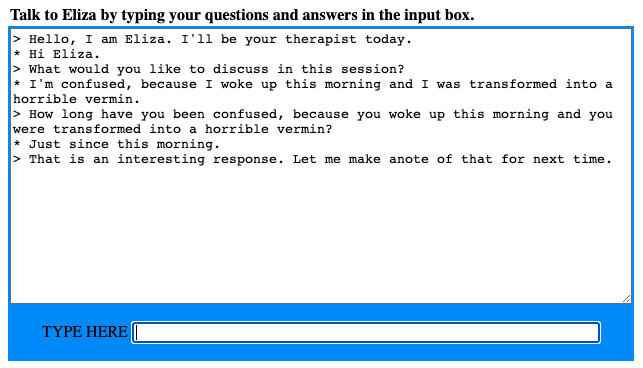 Talk to Eliza by typing your questions and answers in the input box.
> Hello, I am Eliza. I'll be your therapist today.
* Hi Eliza.
> What would you like to discuss in this session?
* I'm confused, because I woke up this morning and I was transformed into a
horrible vermin.
> How long have you been confused, because you woke up this morning and you
were transformed into a horrible vermin?
* Just since this morning.
> That is an interesting response. Let me make anote of that for next time.
TYPE HERE